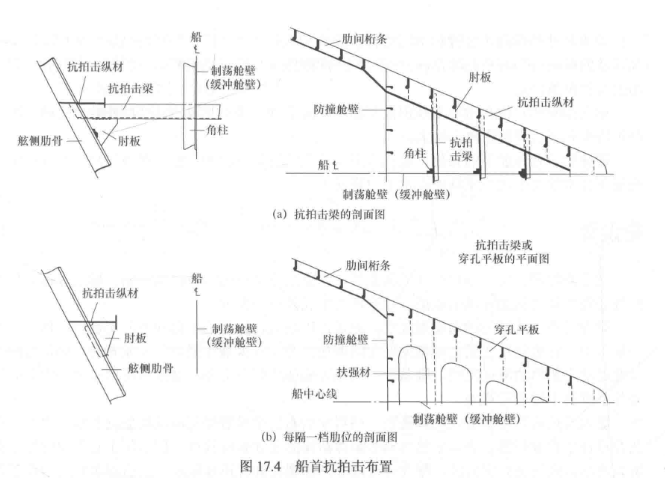 船
℄
抗拍击纵材
抗拍击梁
制荡舱壁
(缓冲舱壁)
舷侧肋骨
肘板
角柱
肋间桁条
肘板
抗拍击纵材
防撞舱壁
抗拍
击梁
角柱
船℄
制荡舱壁 (缓冲舱壁)
(a) 抗拍击梁的剖面图
抗拍击梁或
穿孔平板的平面图
船
℄
抗拍击纵材
肘板
制荡舱壁
(缓冲舱壁)
舷侧肋骨
肋间桁条
防撞舱壁
穿孔平板
扶强材
船中心线
制荡舱壁 (缓冲舱壁)
(b) 每隔一档肋位的剖面图
图 17.4 船首抗拍击布置